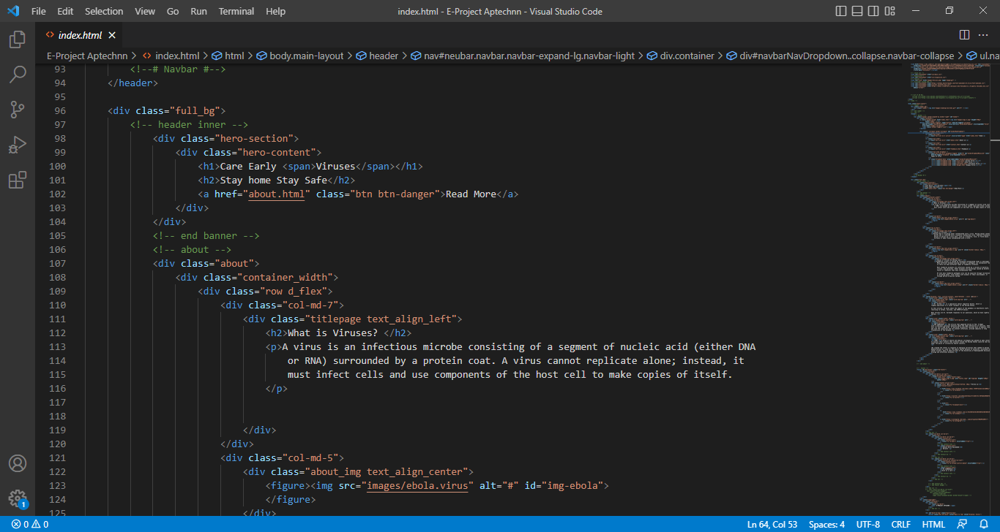 File Edit Selection View Go Run Terminal Help index.html - E-Project Aptechnn - Visual Studio Code
index.html
E-Project Aptechnn > index.html > html > body.main-layout > header > nav#neubar.navbar.navbar-expand-lg.navbar-light > div.container > div#navbarNavDropdown..collapse.navbar-collapse > ul.na
93 <!--# Navbar #-->
94 </header>
95
96 <div class="full_bg">
97 <!-- header inner -->
98 <div class="hero-section">
99 <div class="hero-content">
100 <h1>Care Early <span>Viruses</span></h1>
101 <h2>Stay home Stay Safe</h2>
102 <a href="about.html" class="btn btn-danger">Read More</a>
103 </div>
104 </div>
105 <!-- end banner -->
106 <!-- about -->
107 <div class="about">
108 <div class="container_width">
109 <div class="row d_flex">
110 <div class="col-md-7">
111 <div class="titlepage text_align_left">
112 <h2>What is Viruses? </h2>
113 <p>A virus is an infectious microbe consisting of a segment of nucleic acid (either DNA
114 or RNA) surrounded by a protein coat. A virus cannot replicate alone; instead, it
115 must infect cells and use components of the host cell to make copies of itself.
116 </p>
117
118
119 </div>
120 </div>
121 <div class="col-md-5">
122 <div class="about_img text_align_center">
123 <figure><img src="images/ebola.virus" alt="#" id="img-ebola">
124 </figure>
125 </div>
1
0 0 Ln 64, Col 53 Spaces: 4 UTF-8 CRLF HTML